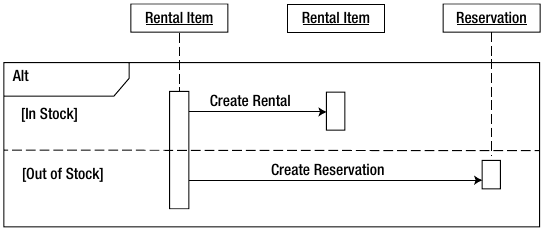 Rental Item
Rental Item
Reservation
Alt
Create Rental
[In Stock]
Create Reservation
[Out of Stock]